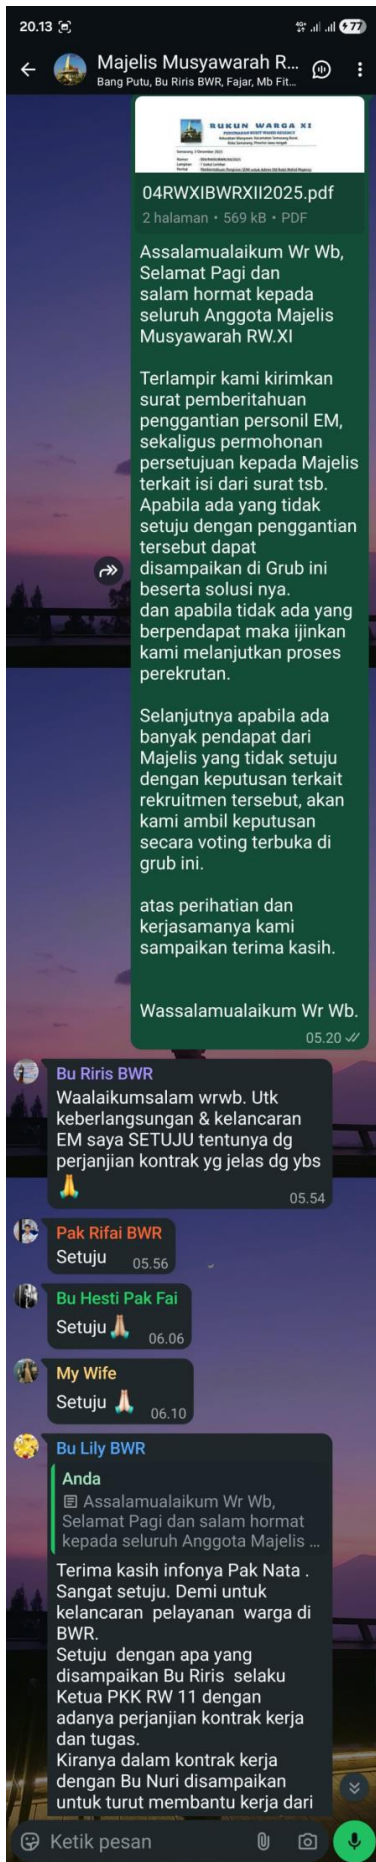 20.13
4G+
77
Majelis Musyawarah R...
Bang Putu, Bu Riris BWR, Fajar, Mb Fit...
RUKUN WARGA XI
04RWXIBWRXII2025.pdf
2 halaman • 569 kB • PDF
Assalamualaikum Wr Wb,
Selamat Pagi dan
salam hormat kepada
seluruh Anggota Majelis
Musyawarah RW.XI
Terlampir kami kirimkan
surat pemberitahuan
penggantian personil EM,
sekaligus permohonan
persetujuan kepada Majelis
terkait isi dari surat tsb.
Apabila ada yang tidak
setuju dengan penggantian
tersebut dapat
disampaikan di Grub ini
beserta solusi nya.
dan apabila tidak ada yang
berpendapat maka ijinkan
kami melanjutkan proses
perekrutan.
Selanjutnya apabila ada
banyak pendapat dari
Majelis yang tidak setuju
dengan keputusan terkait
rekruitmen tersebut, akan
kami ambil keputusan
secara voting terbuka di
grub ini.
atas perihatian dan
kerjasamanya kami
sampaikan terima kasih.
Wassalamualaikum Wr Wb.
05.20
Bu Riris BWR
Waalaikumsalam wrwb. Utk
keberlangsungan & kelancaran
EM saya SETUJU tentunya dg
perjanjian kontrak yg jelas dg ybs
🙏
05.54
Pak Rifai BWR
Setuju
05.56
Bu Hesti Pak Fai
Setuju 🙏🏻
06.06
My Wife
Setuju 🙏🏻
06.10
Bu Lily BWR
Anda
Assalamualaikum Wr Wb,
Selamat Pagi dan salam hormat
kepada seluruh Anggota Majelis ...
Terima kasih infonya Pak Nata .
Sangat setuju. Demi untuk
kelancaran pelayanan warga di
BWR.
Setuju dengan apa yang
disampaikan Bu Riris selaku
Ketua PKK RW 11 dengan
adanya perjanjian kontrak kerja
dan tugas.
Kiranya dalam kontrak kerja
dengan Bu Nuri disampaikan
untuk turut membantu kerja dari
Ketik pesan